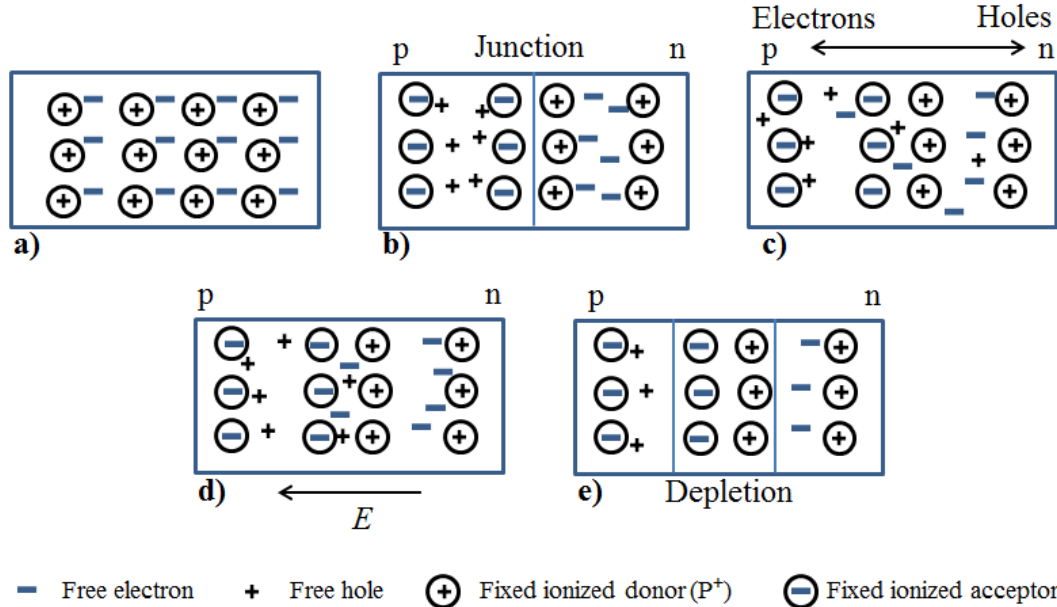 Electrons Holes
p Junction n p n
a) b) c)
p n p n
d) e) Depletion
E
Free electron Free hole Fixed ionized donor (P+) Fixed ionized acceptor